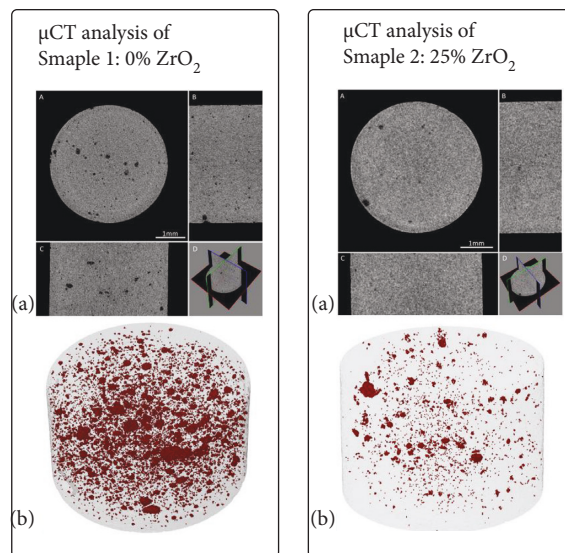 µCT analysis of
Smaple 1: 0% ZrO₂
A
B
1mm
C
D
(a)
(b)
µCT analysis of
Smaple 2: 25% ZrO₂
A
B
1mm
C
D
(a)
(b)